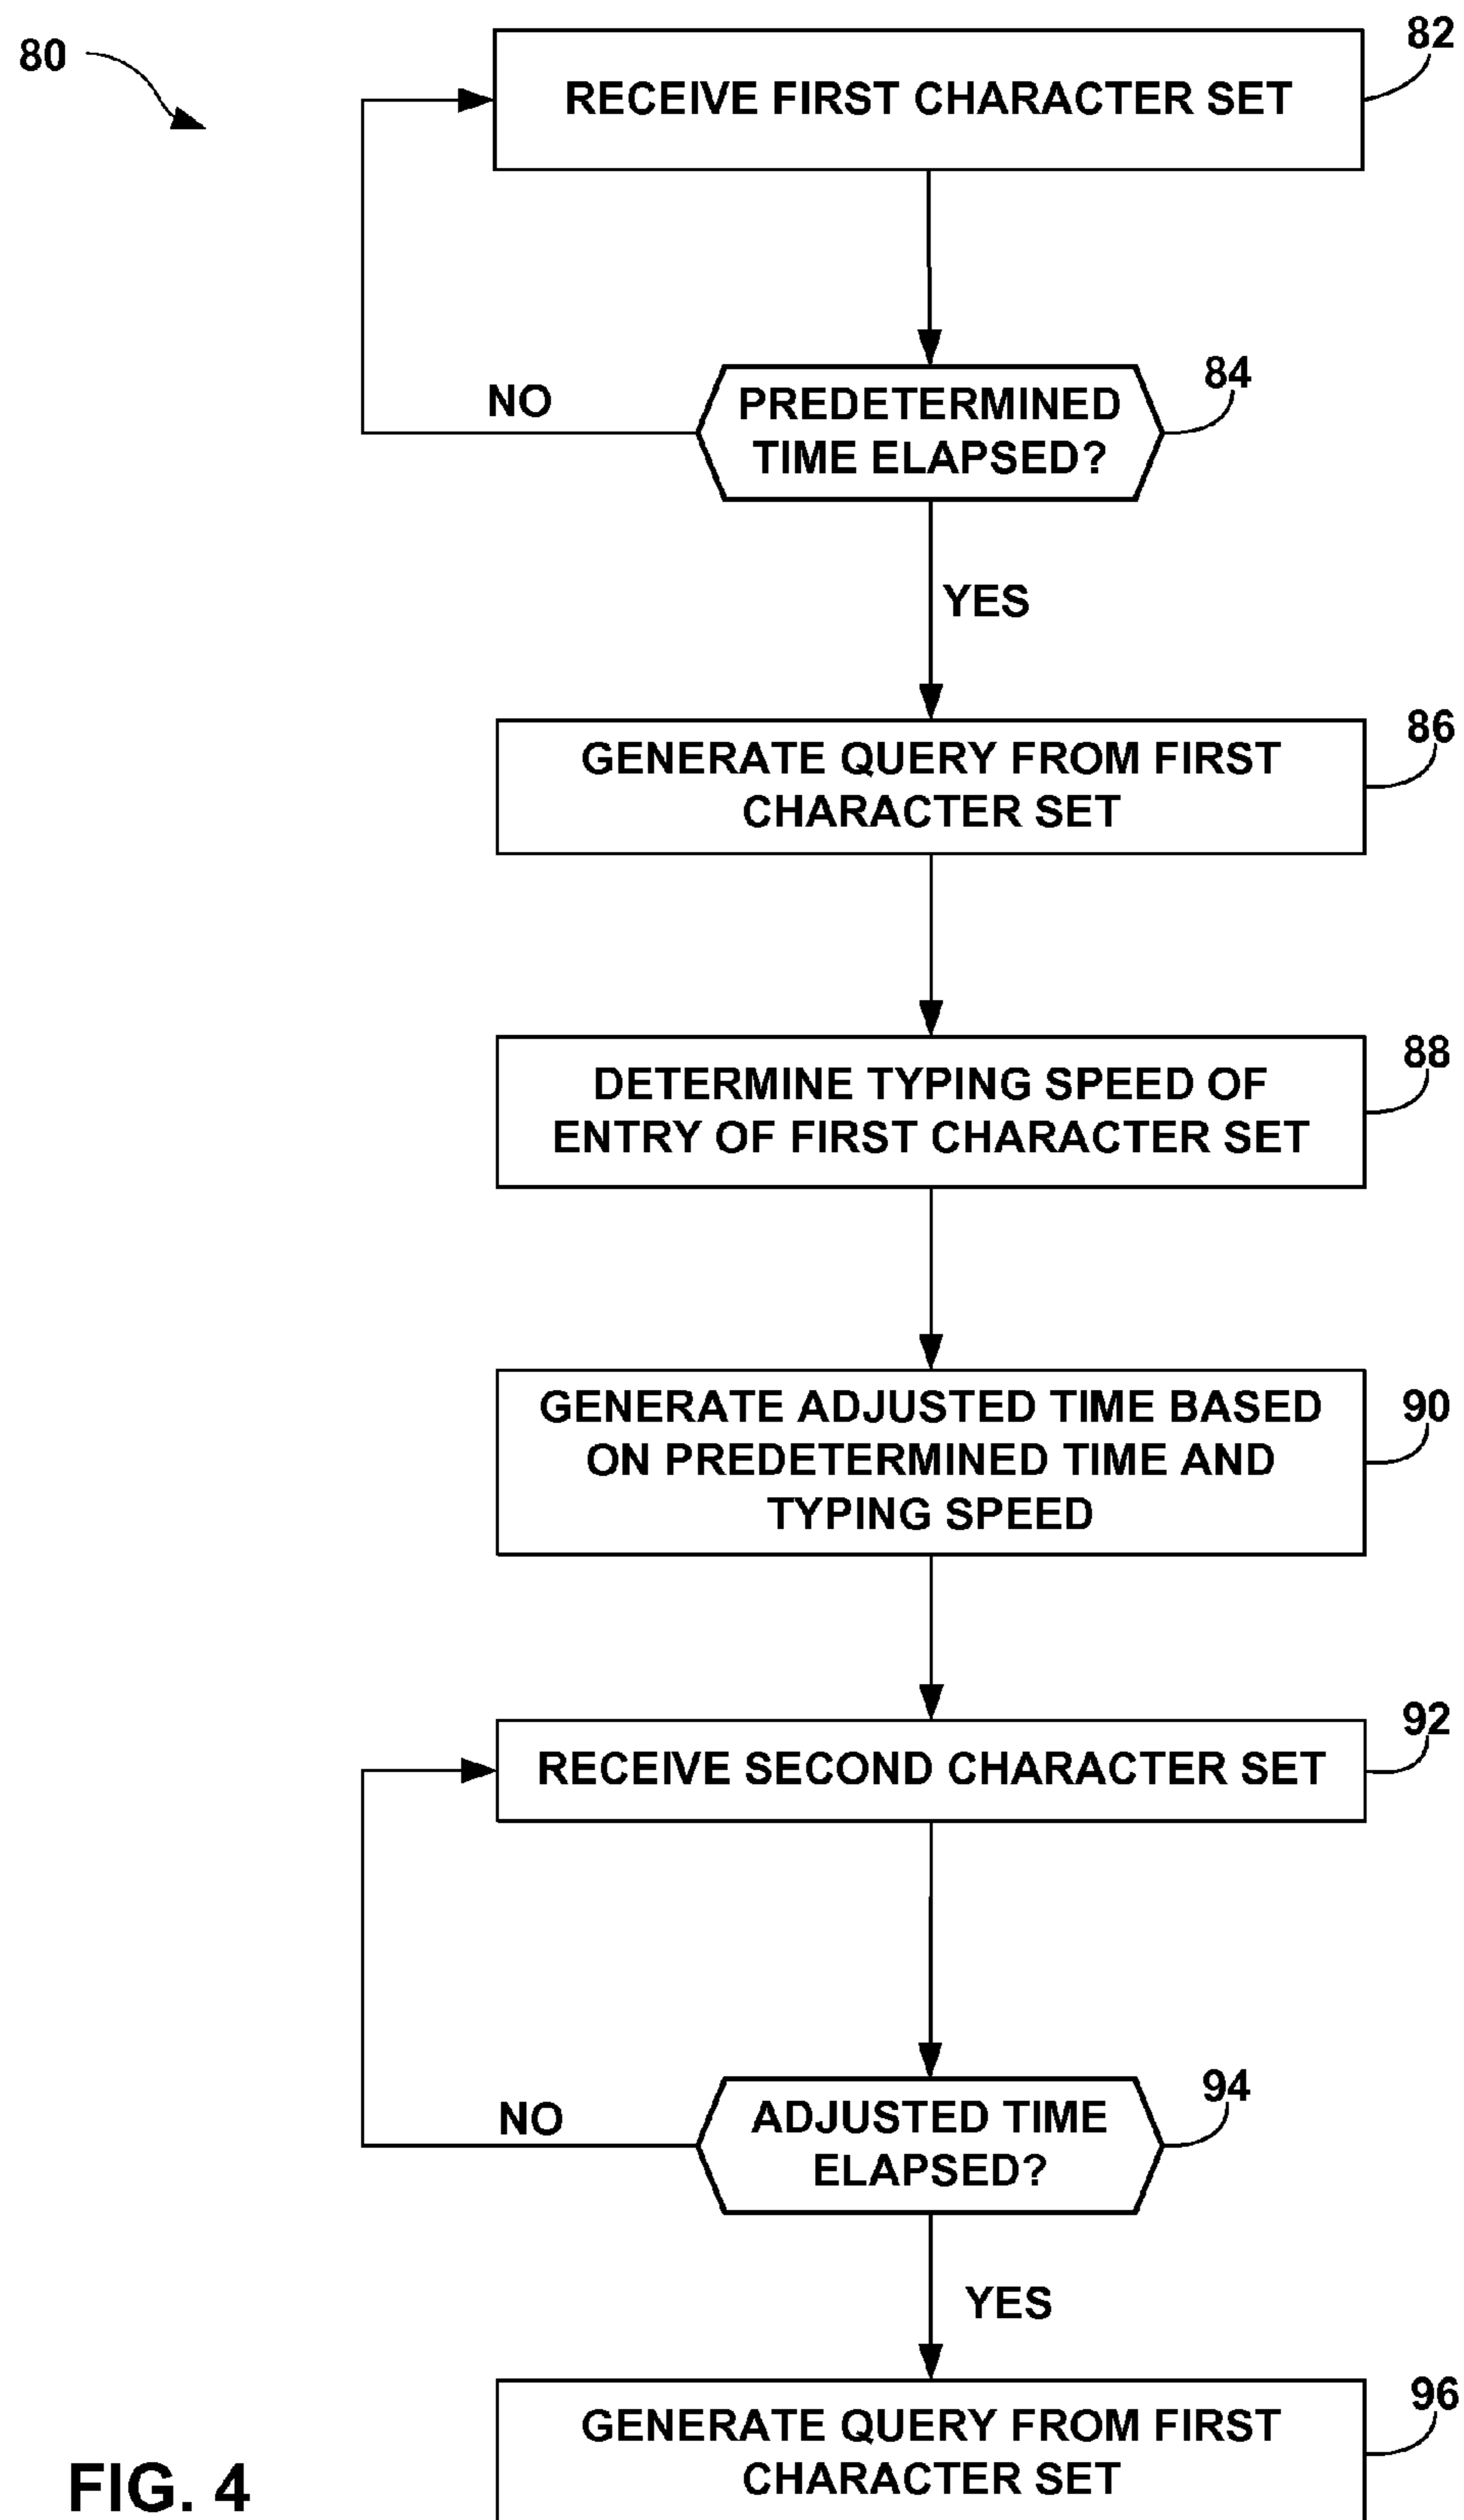 80
82
RECEIVE FIRST CHARACTER SET
84
NO
PREDETERMINED
TIME ELAPSED?
YES
86
GENERATE QUERY FROM FIRST
CHARACTER SET
88
DETERMINE TYPING SPEED OF
ENTRY OF FIRST CHARACTER SET
90
GENERATE ADJUSTED TIME BASED
ON PREDETERMINED TIME AND
TYPING SPEED
92
RECEIVE SECOND CHARACTER SET
94
NO
ADJUSTED TIME
ELAPSED?
YES
96
GENERATE QUERY FROM FIRST
CHARACTER SET
FIG. 4